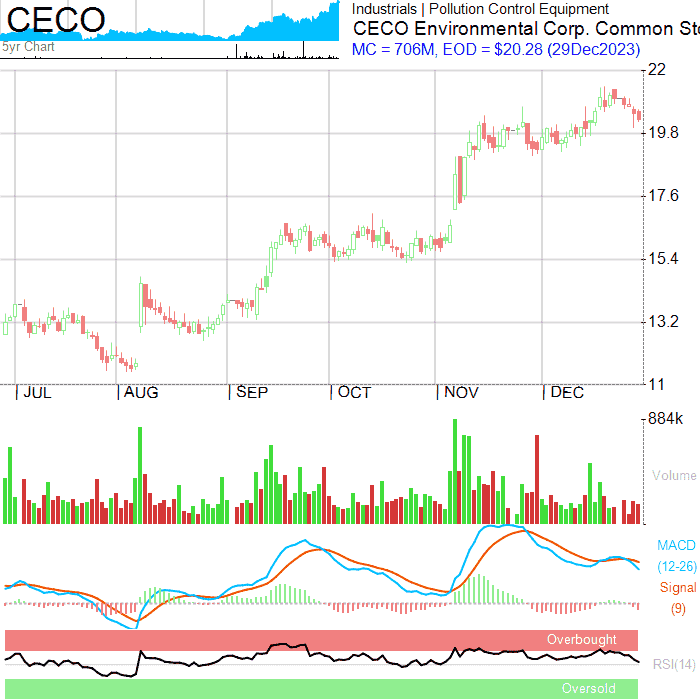 CECO
5yr Chart
Industrials | Pollution Control Equipment
CECO Environmental Corp. Common Sto
MC = 706M, EOD = $20.28 (29Dec2023)
22
19.8
17.6
15.4
13.2
11
JUL AUG SEP OCT NOV DEC
884k
Volume
MACD
(12-26)
Signal
(9)
Overbought
RSI(14)
Oversold